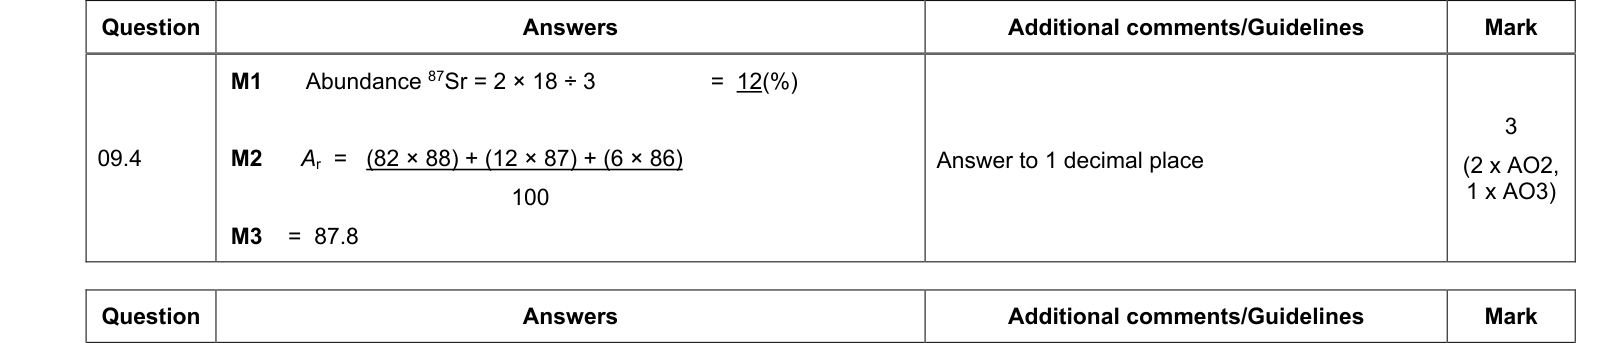 Question Answers Additional comments/Guidelines Mark
M1 Abundance ⁸⁷Sr = 2 × 18 ÷ 3 = 12(%)
3
09.4 M2 Aᵣ = (82 × 88) + (12 × 87) + (6 × 86) Answer to 1 decimal place (2 x AO2,
1 x AO3)
100
M3 = 87.8
Question Answers Additional comments/Guidelines Mark